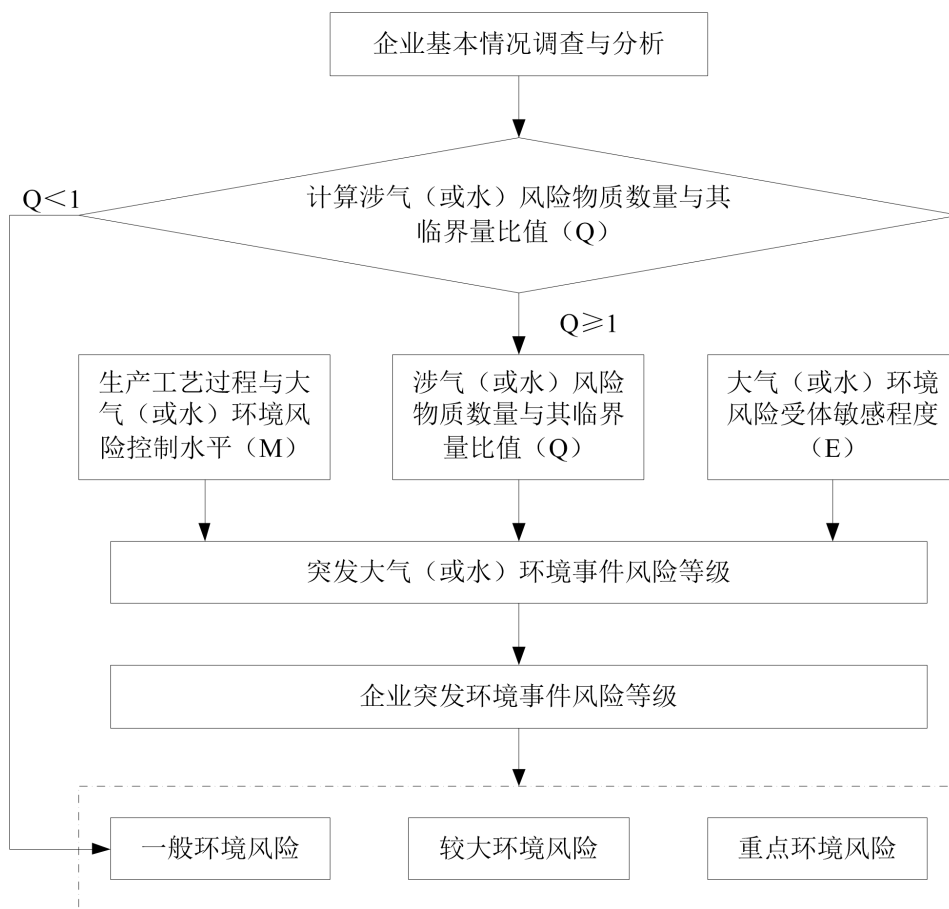 企业基本情况调查与分析
Q＜1
计算涉气（或水）风险物质数量与其
临界量比值（Q）
Q≥1
生产工艺过程与大
气（或水）环境风
险控制水平（M）
涉气（或水）风险
物质数量与其临界
量比值（Q）
大气（或水）环境
风险受体敏感程度
（E）
突发大气（或水）环境事件风险等级
企业突发环境事件风险等级
一般环境风险
较大环境风险
重点环境风险